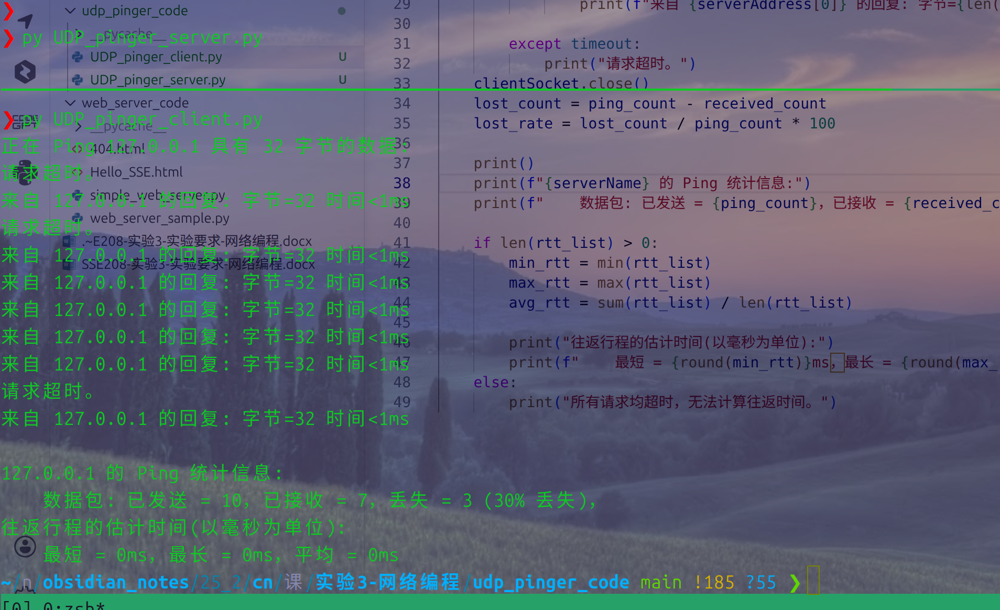 udp_pinger_code
__pycache__
UDP_pinger_client.py U
UDP_pinger_server.py U
web_server_code
__pycache__
404.html
Hello_SSE.html
simple_web_server.py
web_server_sample.py
.~E208-实验3-实验要求-网络编程.docx
SSE208-实验3-实验要求-网络编程.docx
29 print(f"来自 {serverAddress[0]} 的回复: 字节={len(
30
31 except timeout:
32 print("请求超时。")
33 clientSocket.close()
34 lost_count = ping_count - received_count
35 lost_rate = lost_count / ping_count * 100
36
37 print()
38 print(f"{serverName} 的 Ping 统计信息:")
39 print(f"    数据包: 已发送 = {ping_count}，已接收 = {received_c
40
41 if len(rtt_list) > 0:
42 min_rtt = min(rtt_list)
43 max_rtt = max(rtt_list)
44 avg_rtt = sum(rtt_list) / len(rtt_list)
45
46 print("往返行程的估计时间(以毫秒为单位):")
47 print(f"    最短 = {round(min_rtt)}ms，最长 = {round(max_
48 else:
49 print("所有请求均超时，无法计算往返时间。")
❯
❯ py UDP_pinger_server.py
❯ py UDP_pinger_client.py
正在 Ping 127.0.0.1 具有 32 字节的数据:
请求超时。
来自 127.0.0.1 的回复: 字节=32 时间<1ms
请求超时。
来自 127.0.0.1 的回复: 字节=32 时间<1ms
来自 127.0.0.1 的回复: 字节=32 时间<1ms
来自 127.0.0.1 的回复: 字节=32 时间<1ms
来自 127.0.0.1 的回复: 字节=32 时间<1ms
来自 127.0.0.1 的回复: 字节=32 时间<1ms
请求超时。
来自 127.0.0.1 的回复: 字节=32 时间<1ms
127.0.0.1 的 Ping 统计信息:
    数据包: 已发送 = 10，已接收 = 7，丢失 = 3 (30% 丢失)，
往返行程的估计时间(以毫秒为单位):
    最短 = 0ms，最长 = 0ms，平均 = 0ms
~/n/obsidian_notes/25_2/cn/课/实验3-网络编程/udp_pinger_code main !185 ?55 ❯
[0] 0:zsh*